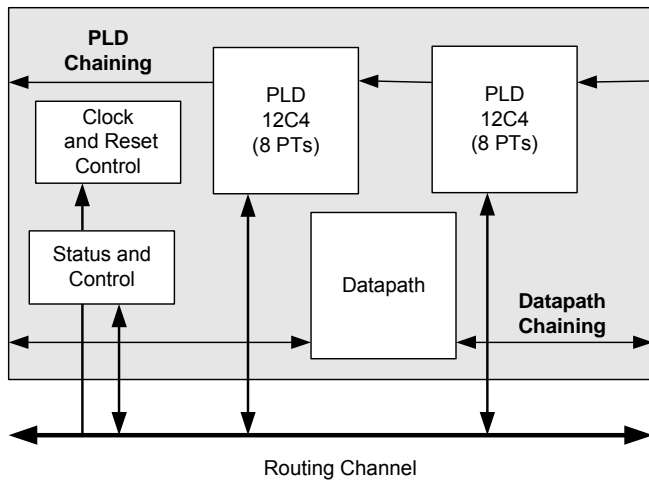 PLD
Chaining
PLD
12C4
(8 PTs)
PLD
12C4
(8 PTs)
Clock
and Reset
Control
Status and
Control
Datapath
Datapath
Chaining
Routing Channel